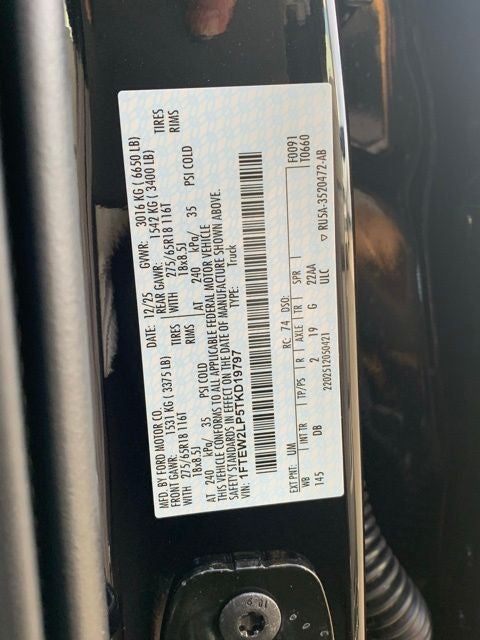 MFD. BY FORD MOTOR CO.
DATE: 12/25 GVWR: 3016 KG ( 6650 LB)
FRONT GAWR: 1531 KG ( 3375 LB) REAR GAWR: 1542 KG ( 3400 LB)
WITH 275/65R18 116T TIRES WITH 275/65R18 116T TIRES
18x8.5J RIMS 18x8.5J RIMS
AT 240 kPa/ 35 PSI COLD AT 240 kPa/ 35 PSI COLD
THIS VEHICLE CONFORMS TO ALL APPLICABLE FEDERAL MOTOR VEHICLE
SAFETY STANDARDS IN EFFECT ON THE DATE OF MANUFACTURE SHOWN ABOVE.
VIN: 1FTEW2LP5TKD19797 TYPE: Truck
F0091
T0660
EXT PNT: UM RC: 74 DSO:
WB INT TR TP/PS R AXLE TR SPR
145 DB 2 19 G 22AA
2202512050421 ULC ▽ RU5A-3520472-AB
10.9